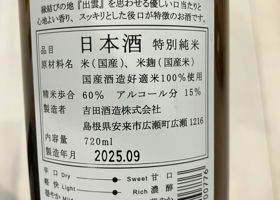 縁結びの地『出雲』を思わせる優しい口当たりと
心地よい香り、スッキリとした後口が特徴のお酒です。
品目 日本酒 特別純米
原材料名 米(国産)、米麹(国産米)
国産酒造好適米100%使用
精米歩合 60% アルコール分 15%
製造者 吉田酒造株式会社
島根県安来市広瀬町広瀬1216
内容量 720ml
製造年月 2025.09
辛口 Dry Sweet 甘口
軽快 Light Rich 濃醇